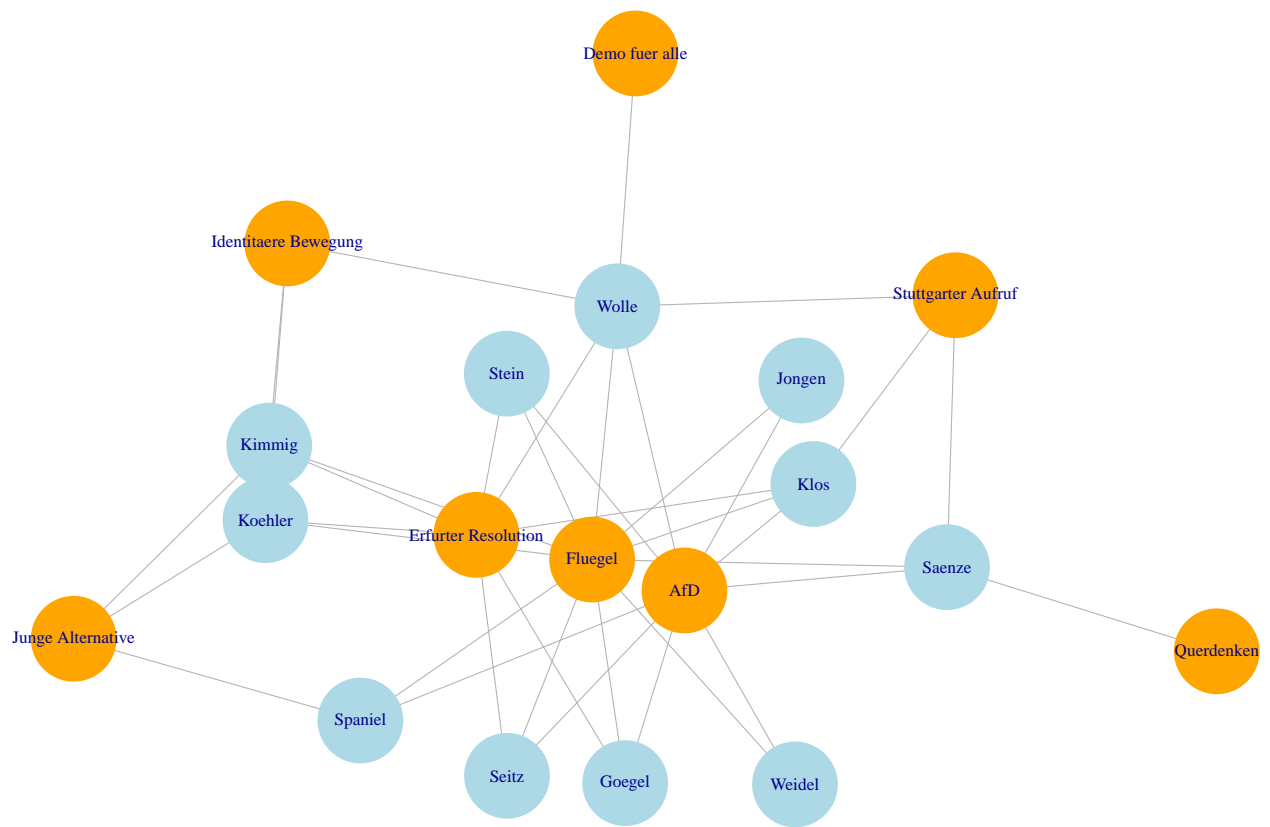 Demo fuer alle
Identitaere Bewegung
Stuttgarter Aufruf
Wolle
Stein
Jongen
Kimmig
Klos
Koehler
Erfurter Resolution
Fluegel
Saenze
AfD
Junge Alternative
Querdenken
Spaniel
Seitz
Goegel
Weidel